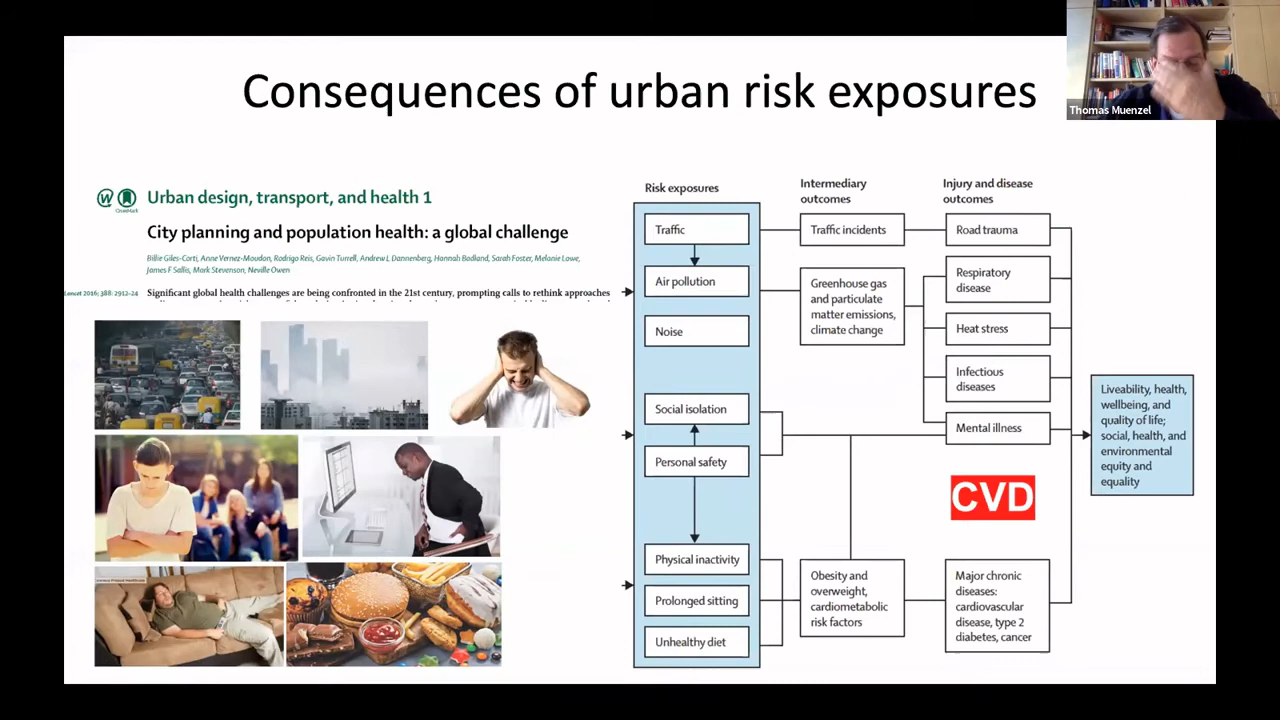 Consequences of urban risk exposures
Thomas Muenzel
W
CrossMark
Urban design, transport, and health 1
City planning and population health: a global challenge
Billie Giles-Corti, Anne Vernez-Moudon, Rodrigo Reis, Gavin Turrell, Andrew L Dannenberg, Hannah Badland, Sarah Foster, Melanie Lowe,
James F Sallis, Mark Stevenson, Neville Owen
Lancet 2016; 388: 2912–24
Significant global health challenges are being confronted in the 21st century, prompting calls to rethink approaches
Risk exposures
Traffic
Air pollution
Noise
Social isolation
Personal safety
Physical inactivity
Prolonged sitting
Unhealthy diet
Intermediary
outcomes
Traffic incidents
Greenhouse gas
and particulate
matter emissions,
climate change
Obesity and
overweight,
cardiometabolic
risk factors
Injury and disease
outcomes
Road trauma
Respiratory
disease
Heat stress
Infectious
diseases
Mental illness
CVD
Major chronic
diseases:
cardiovascular
disease, type 2
diabetes, cancer
Liveability, health,
wellbeing, and
quality of life;
social, health, and
environmental
equity and
equality